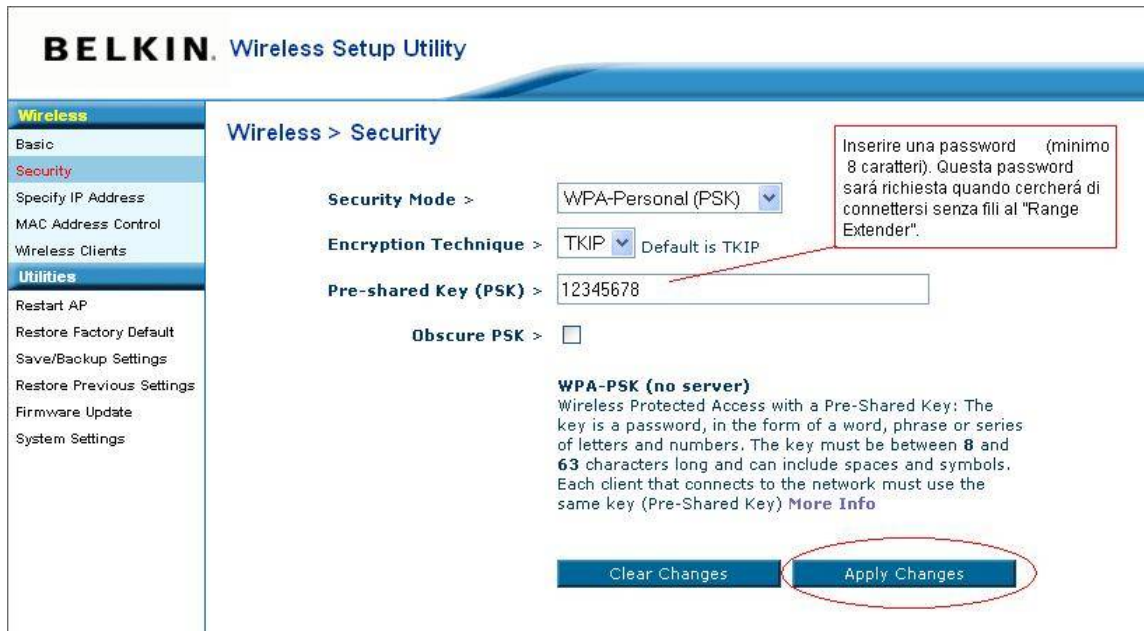 BELKIN. Wireless Setup Utility
Wireless
Basic
Security
Specify IP Address
MAC Address Control
Wireless Clients
Utilities
Restart AP
Restore Factory Default
Save/Backup Settings
Restore Previous Settings
Firmware Update
System Settings
Wireless > Security
Inserire una password (minimo
8 caratteri). Questa password
sará richiesta quando cercherá di
connettersi senza fili al "Range
Extender".
Security Mode > WPA-Personal (PSK)
Encryption Technique > TKIP Default is TKIP
Pre-shared Key (PSK) > 12345678
Obscure PSK >
WPA-PSK (no server)
Wireless Protected Access with a Pre-Shared Key: The
key is a password, in the form of a word, phrase or series
of letters and numbers. The key must be between 8 and
63 characters long and can include spaces and symbols.
Each client that connects to the network must use the
same key (Pre-Shared Key) More Info
Clear Changes Apply Changes